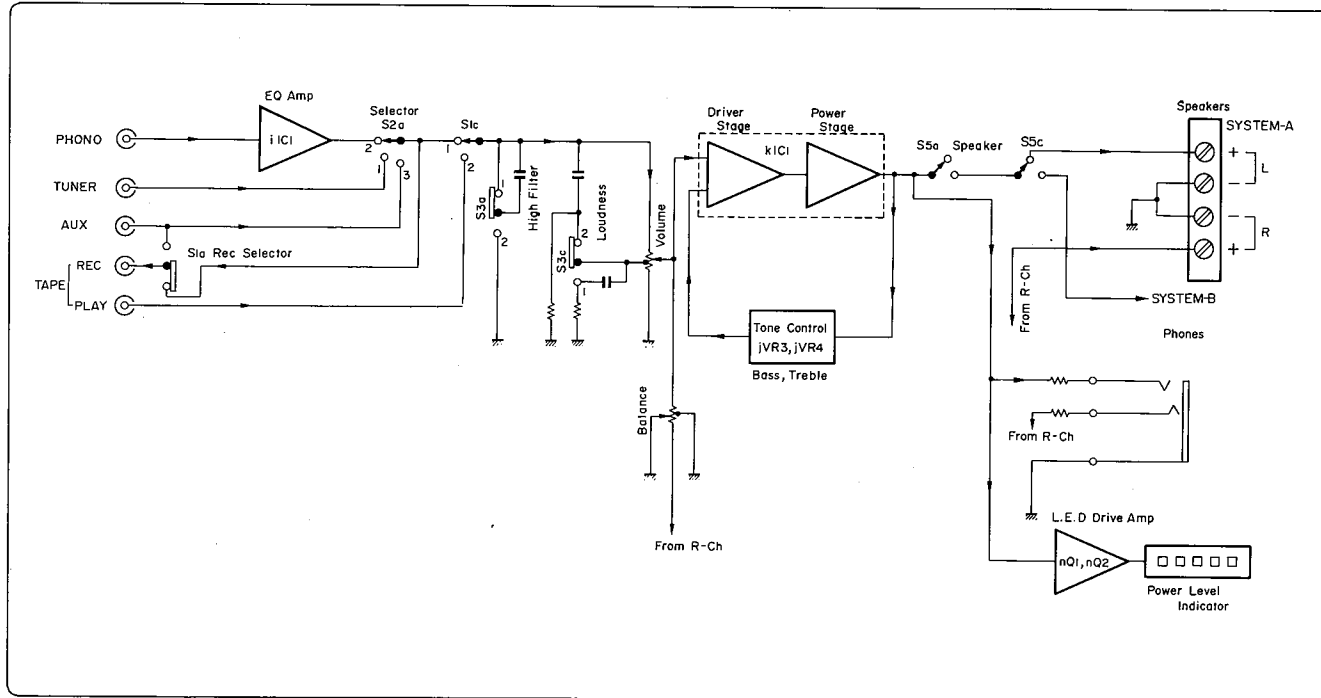 EQ Amp
i IC1
PHONO
TUNER
AUX
REC
TAPE
PLAY
S1a Rec Selector
Selector
S2a
2
1
3
S1c
1
2
1
S3a
2
High Filter
Loudness
2
S3c
1
Volume
Balance
From R-Ch
Driver
Stage
Power
Stage
kIC1
Tone Control
jVR3, jVR4
Bass, Treble
S5a
Speaker
S5c
Speakers
SYSTEM-A
+
L
-
-
R
+
From R-Ch
SYSTEM-B
Phones
From R-Ch
L.E.D Drive Amp
nQ1, nQ2
Power Level
Indicator